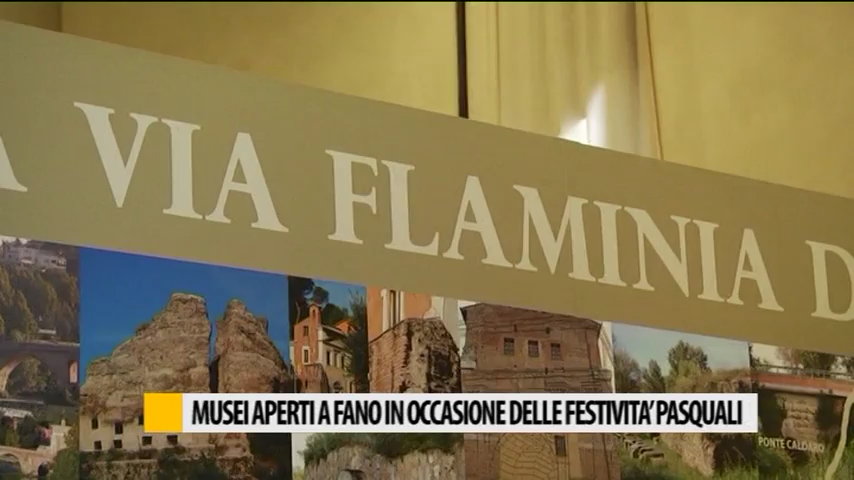 A VIA FLAMINIA D
MUSEI APERTI A FANO IN OCCASIONE DELLE FESTIVITA' PASQUALI
PONTE CALDARO